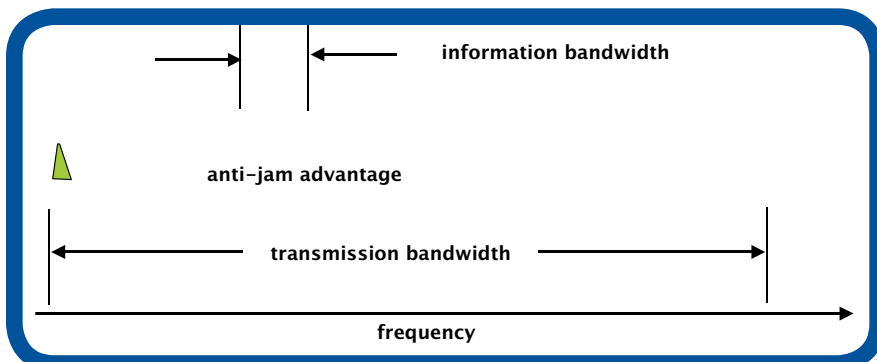 information bandwidth
anti-jam advantage
transmission bandwidth
frequency